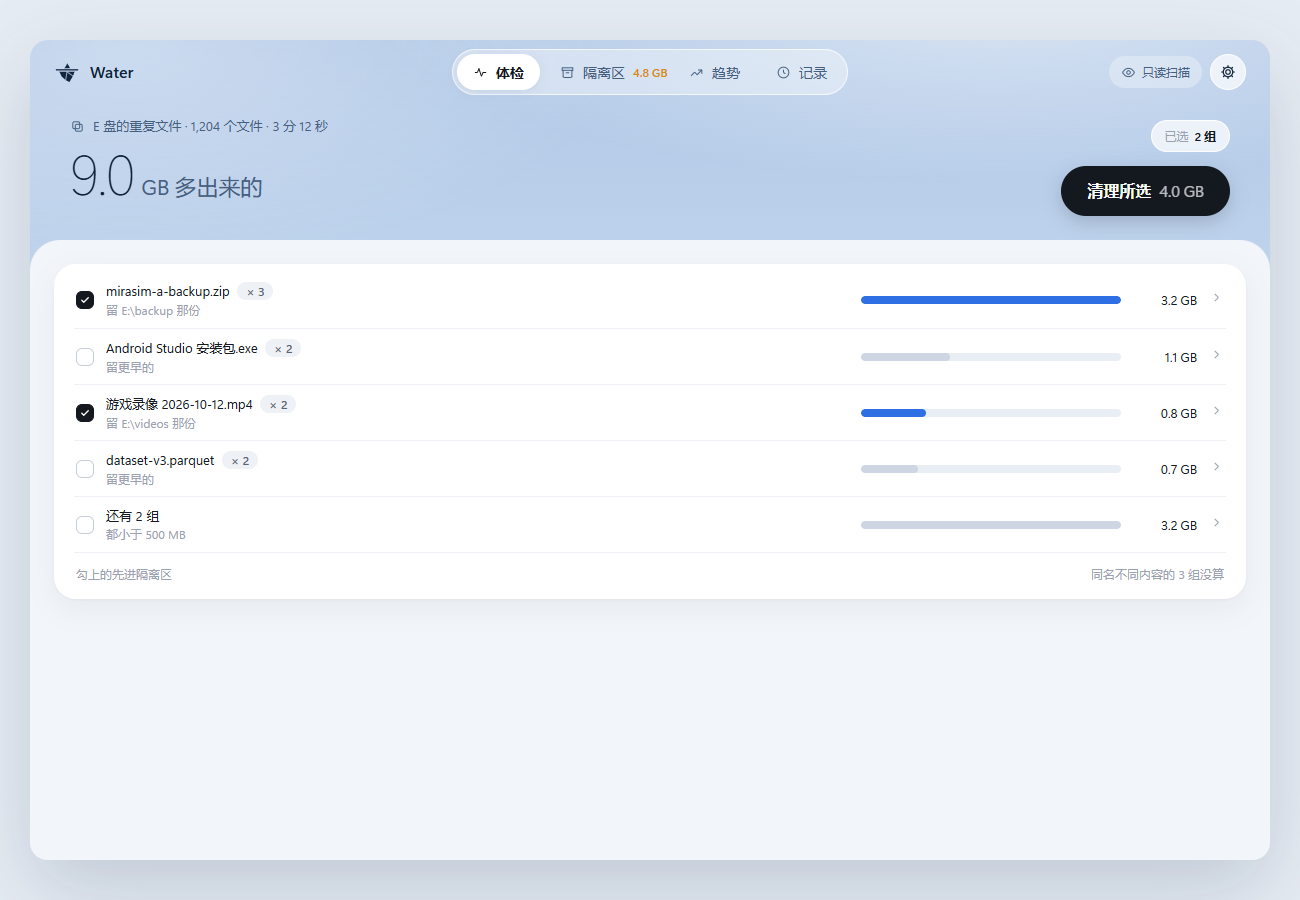 Water
体检
隔离区 4.8 GB
趋势
记录
只读扫描
E 盘的重复文件 · 1,204 个文件 · 3 分 12 秒
已选 2 组
9.0 GB 多出来的
清理所选 4.0 GB
mirasim-a-backup.zip × 3
留 E:\backup 那份
3.2 GB
Android Studio 安装包.exe × 2
留更早的
1.1 GB
游戏录像 2026-10-12.mp4 × 2
留 E:\videos 那份
0.8 GB
dataset-v3.parquet × 2
留更早的
0.7 GB
还有 2 组
都小于 500 MB
3.2 GB
勾上的先进隔离区
同名不同内容的 3 组没算